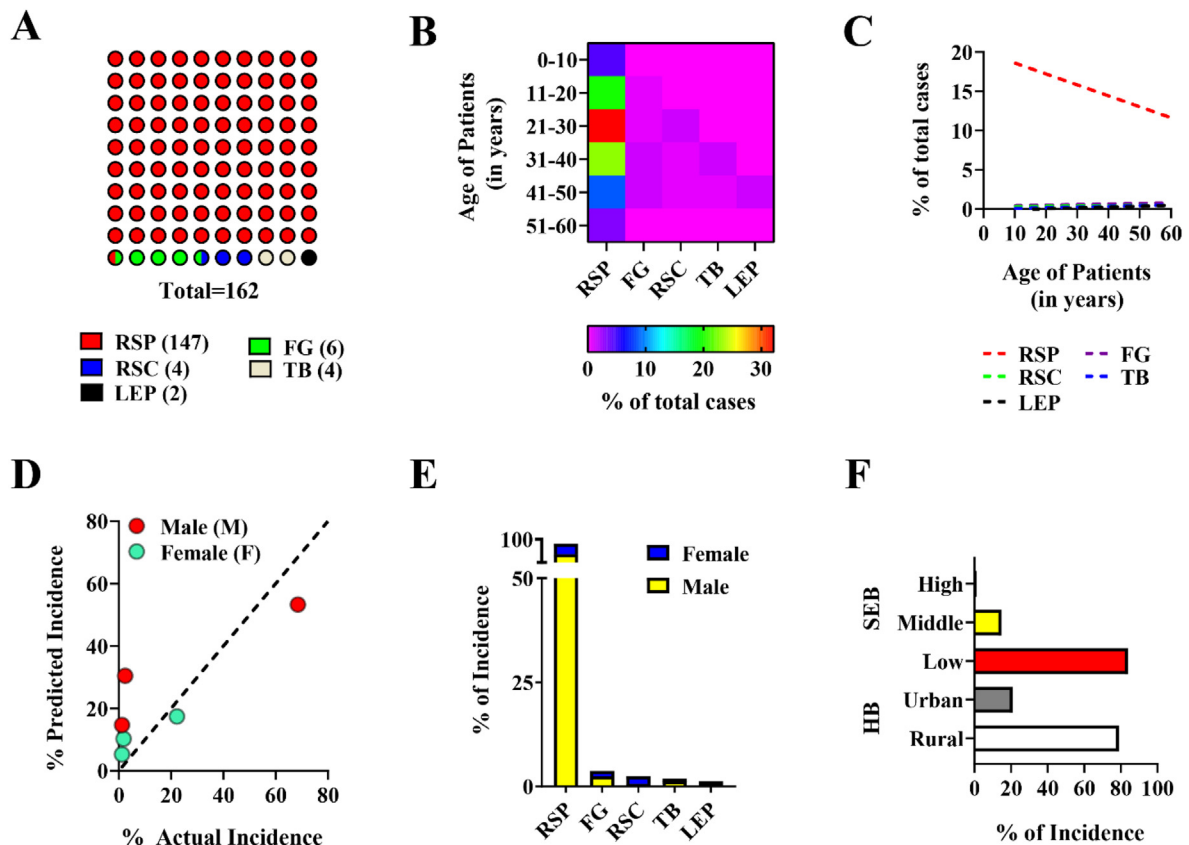 A
Total=162
RSP (147)
FG (6)
RSC (4)
TB (4)
LEP (2)
B
Age of Patients
(in years)
0-10
11-20
21-30
31-40
41-50
51-60
RSP
FG
RSC
TB
LEP
0 10 20 30
% of total cases
C
% of total cases
20
15
10
5
0
0 10 20 30 40 50 60
Age of Patients
(in years)
RSP
FG
RSC
TB
LEP
D
% Predicted Incidence
80
60
40
20
0
Male (M)
Female (F)
0 20 40 60 80
% Actual Incidence
E
% of Incidence
100
50
25
0
Female
Male
RSP
FG
RSC
TB
LEP
F
SEB
High
Middle
Low
HB
Urban
Rural
0 20 40 60 80 100
% of Incidence